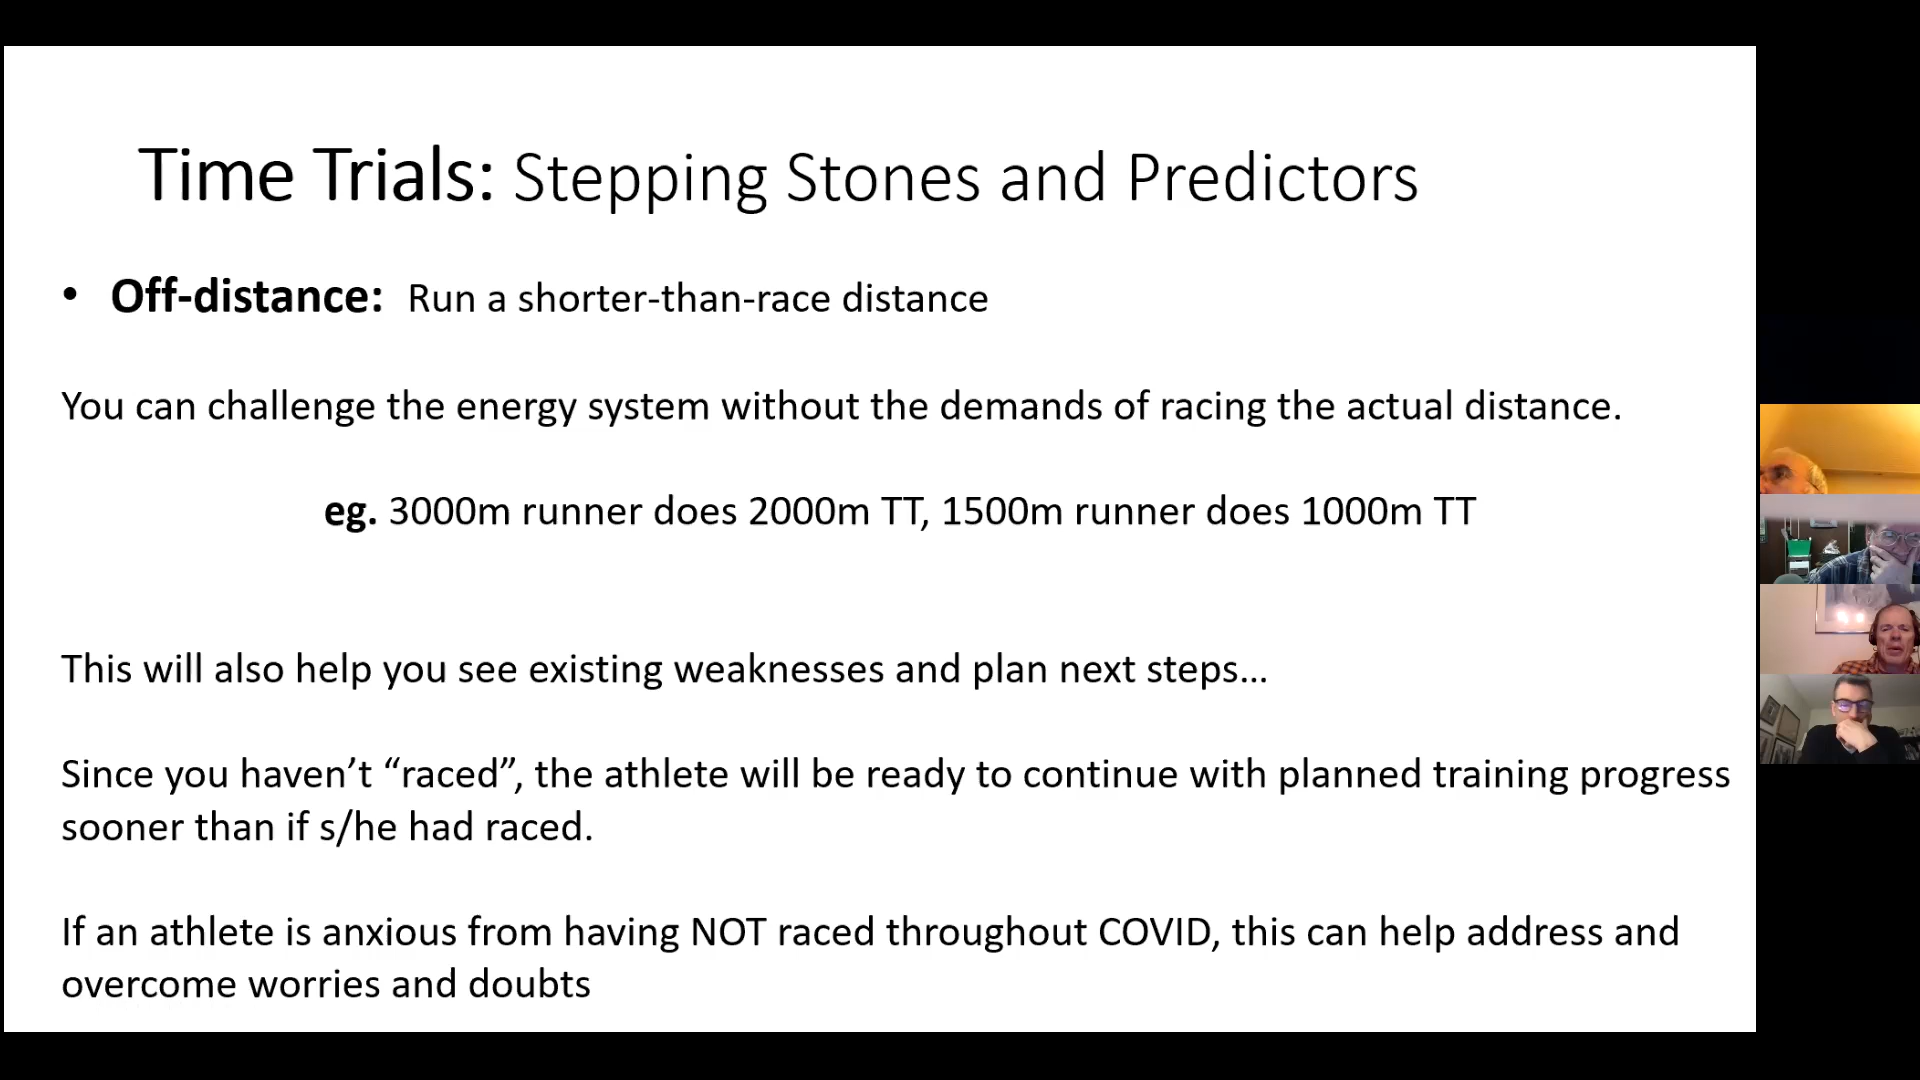 Time Trials: Stepping Stones and Predictors
• Off-distance: Run a shorter-than-race distance
You can challenge the energy system without the demands of racing the actual distance.
eg. 3000m runner does 2000m TT, 1500m runner does 1000m TT
This will also help you see existing weaknesses and plan next steps…
Since you haven’t “raced”, the athlete will be ready to continue with planned training progress
sooner than if s/he had raced.
If an athlete is anxious from having NOT raced throughout COVID, this can help address and
overcome worries and doubts